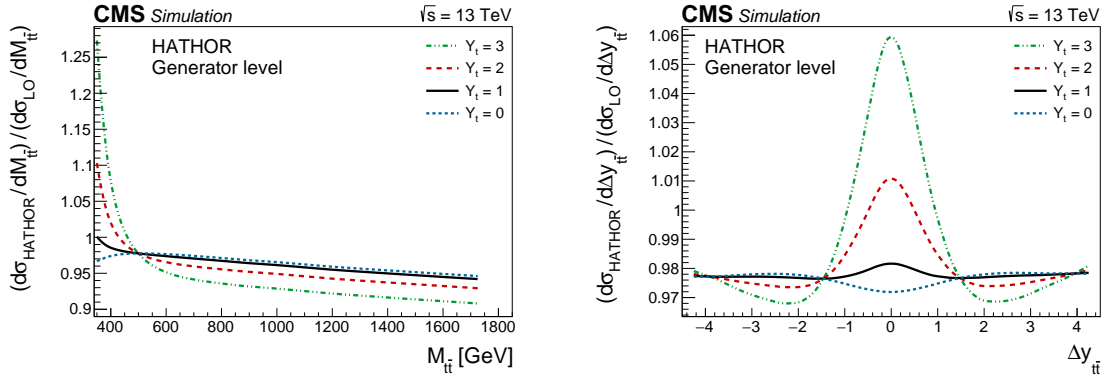 CMS Simulation √s = 13 TeV
HATHOR
Generator level
Y_t = 3
Y_t = 2
Y_t = 1
Y_t = 0
(dσ_HATHOR/dM_tt̄) / (dσ_LO/dM_tt̄)
1.25
1.2
1.15
1.1
1.05
1
0.95
0.9
400 600 800 1000 1200 1400 1600 1800
M_tt̄ [GeV]
CMS Simulation √s = 13 TeV
HATHOR
Generator level
Y_t = 3
Y_t = 2
Y_t = 1
Y_t = 0
(dσ_HATHOR/dΔy_tt̄) / (dσ_LO/dΔy_tt̄)
1.06
1.05
1.04
1.03
1.02
1.01
1
0.99
0.98
0.97
−4 −3 −2 −1 0 1 2 3 4
Δy_tt̄